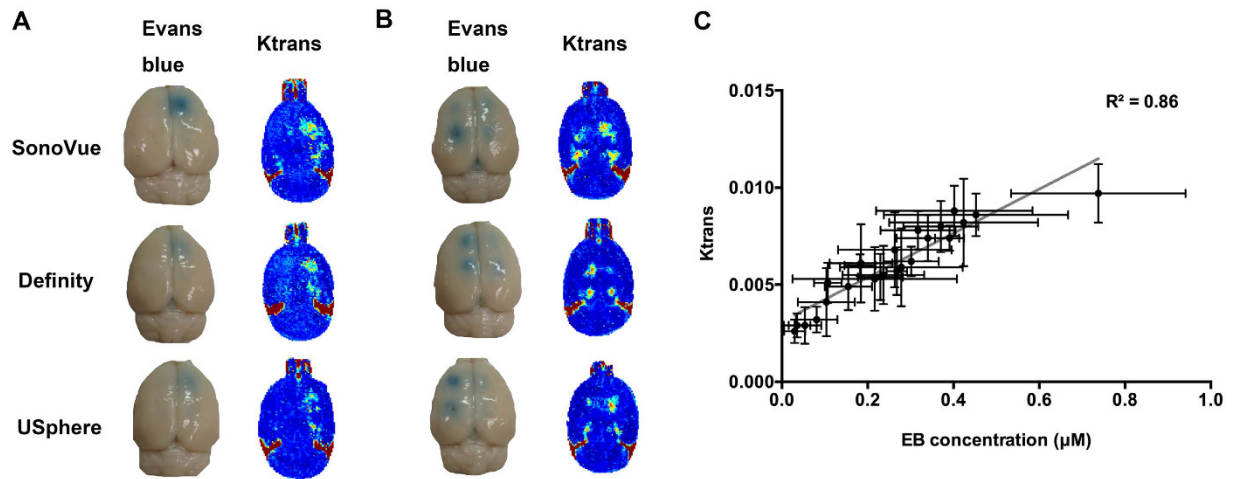 A
Evans
blue
Ktrans
SonoVue
Definity
USphere
B
Evans
blue
Ktrans
C
R² = 0.86
Ktrans
0.015
0.010
0.005
0.000
0.0
0.2
0.4
0.6
0.8
1.0
EB concentration (μM)